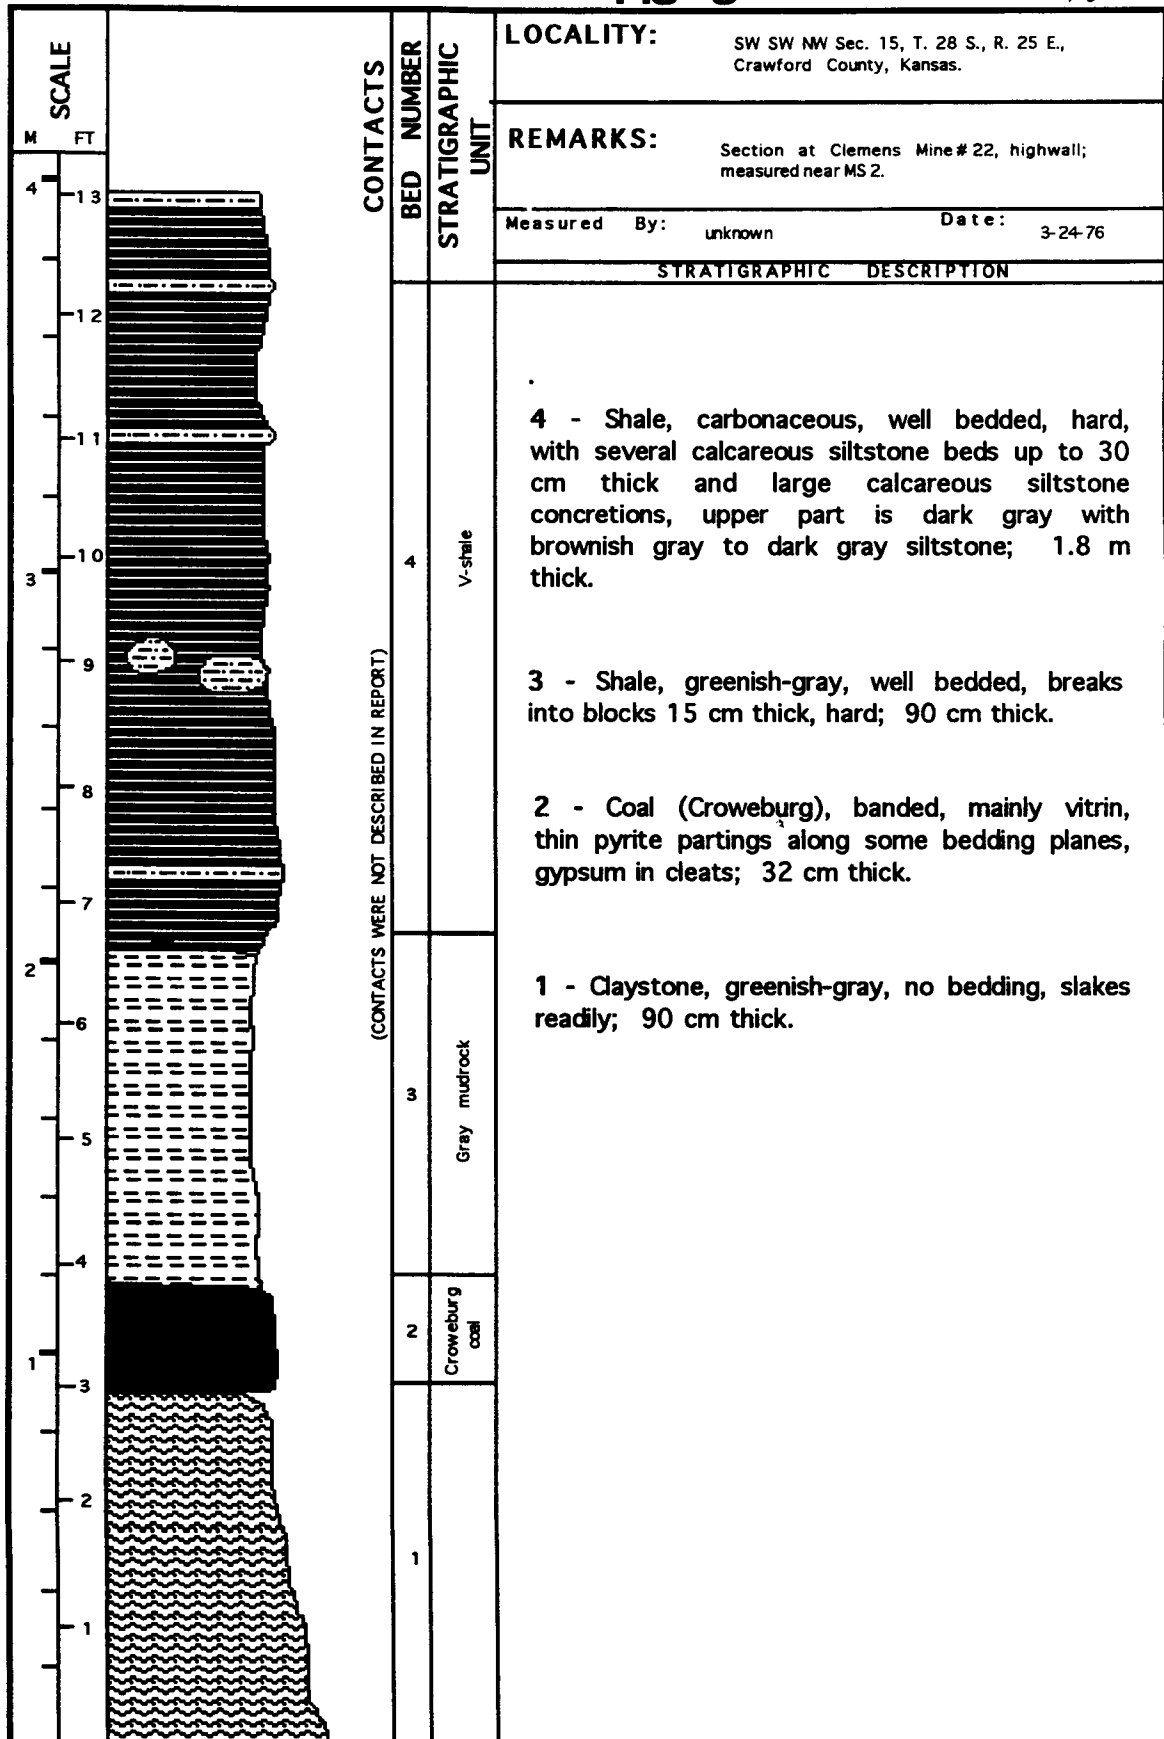 LOCALITY:
SW SW NW Sec. 15, T. 28 S., R. 25 E.,
Crawford County, Kansas.
REMARKS:
Section at Clemens Mine # 22, highwall;
measured near MS 2.
Measured By: unknown Date: 3-24-76
STRATIGRAPHIC DESCRIPTION
SCALE
M FT
CONTACTS
BED NUMBER
STRATIGRAPHIC
UNIT
4
13
12
11
10
3
9
8
7
2
6
5
4
1
3
2
1
(CONTACTS WERE NOT DESCRIBED IN REPORT)
4
V-shale
3
Gray mudrock
2
Croweburg
coal
1
4 - Shale, carbonaceous, well bedded, hard,
with several calcareous siltstone beds up to 30
cm thick and large calcareous siltstone
concretions, upper part is dark gray with
brownish gray to dark gray siltstone; 1.8 m
thick.
3 - Shale, greenish-gray, well bedded, breaks
into blocks 15 cm thick, hard; 90 cm thick.
2 - Coal (Croweburg), banded, mainly vitrin,
thin pyrite partings along some bedding planes,
gypsum in cleats; 32 cm thick.
1 - Claystone, greenish-gray, no bedding, slakes
readily; 90 cm thick.